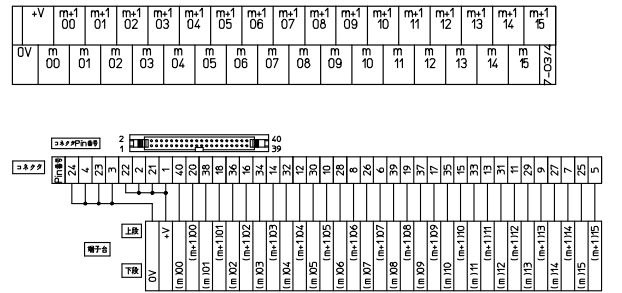 +V m+1 00 m+1 01 m+1 02 m+1 03 m+1 04 m+1 05 m+1 06 m+1 07 m+1 08 m+1 09 m+1 10 m+1 11 m+1 12 m+1 13 m+1 14 m+1 15
0V m 00 m 01 m 02 m 03 m 04 m 05 m 06 m 07 m 08 m 09 m 10 m 11 m 12 m 13 m 14 m 15 7-03/4
コネクタPin番号 2 40
1 39
コネクタ Pin番号 24 4 23 3 22 2 21 1 40 20 38 18 36 16 34 14 32 12 30 10 28 8 26 6 39 19 37 17 35 15 33 13 31 11 29 9 27 7 25 5
上段 +V (m+1)00 (m+1)01 (m+1)02 (m+1)03 (m+1)04 (m+1)05 (m+1)06 (m+1)07 (m+1)08 (m+1)09 (m+1)10 (m+1)11 (m+1)12 (m+1)13 (m+1)14 (m+1)15
端子台
下段 0V (m)00 (m)01 (m)02 (m)03 (m)04 (m)05 (m)06 (m)07 (m)08 (m)09 (m)10 (m)11 (m)12 (m)13 (m)14 (m)15